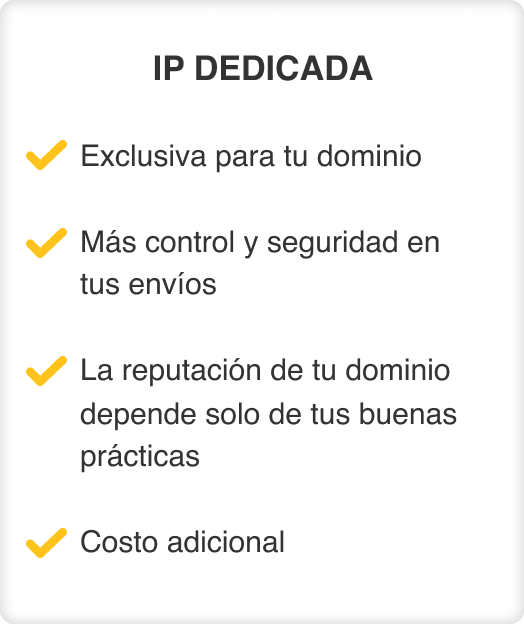 IP DEDICADA
Exclusiva para tu dominio
Más control y seguridad en
tus envíos
La reputación de tu dominio
depende solo de tus buenas
prácticas
Costo adicional